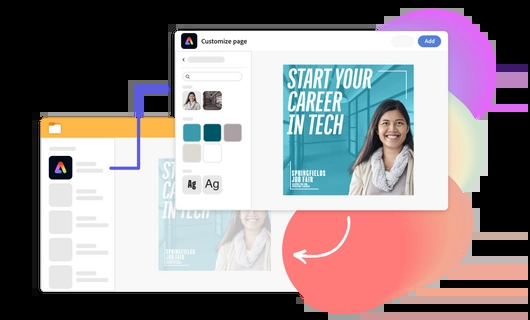 Customize page
Add
START YOUR
CAREER
IN TECH
SPRINGFIELDS
JOB FAIR
Ag
Ag
START
CAREER
IN TECH
SPRINGFIELDS
JOB FAIR